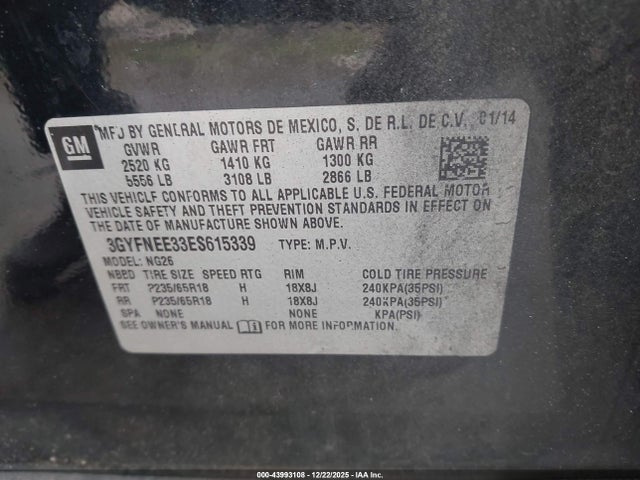 GM
MFD BY GENERAL MOTORS DE MEXICO, S. DE R.L. DE C.V. 01/14
GVWR GAWR FRT GAWR RR
2520 KG 1410 KG 1300 KG
5556 LB 3108 LB 2866 LB
THIS VEHICLE CONFORMS TO ALL APPLICABLE U.S. FEDERAL MOTOR
VEHICLE SAFETY AND THEFT PREVENTION STANDARDS IN EFFECT ON
THE DATE OF MANUFACTURE SHOWN ABOVE.
3GYFNEE33ES615339 TYPE: M.P.V.
MODEL: NG26
NBED TIRE SIZE SPEED RTG RIM COLD TIRE PRESSURE
FRT P235/65R18 H 18X8J 240KPA(35PSI)
RR P235/65R18 H 18X8J 240KPA(35PSI)
SPA NONE NONE KPA(PSI)
SEE OWNER'S MANUAL FOR MORE INFORMATION.
000-43993108 - 12/22/2025 - IAA Inc.